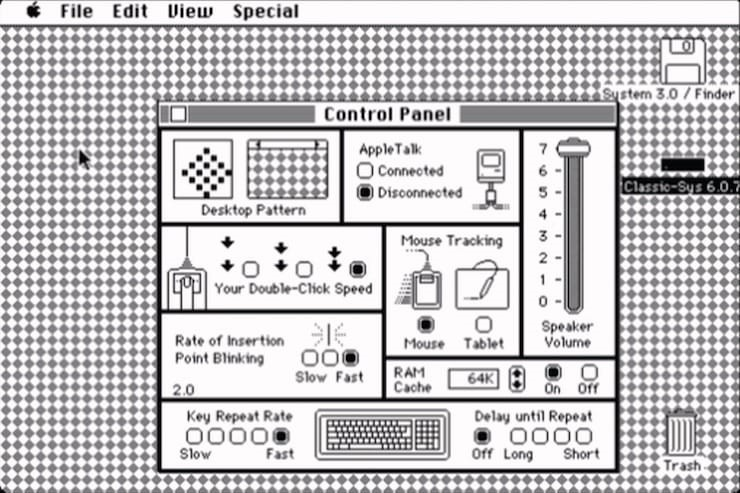 File Edit View Special
System 3.0 / Finder
Classic-Sys 6.0.7
Control Panel
Desktop Pattern
AppleTalk
Connected
Disconnected
7
6
5
4
3
2
1
0
Speaker
Volume
Your Double-Click Speed
Mouse Tracking
Mouse Tablet
Rate of Insertion
Point Blinking
Slow Fast
2.0
RAM
Cache
64K
On Off
Key Repeat Rate
Slow Fast
Delay until Repeat
Off Long Short
Trash